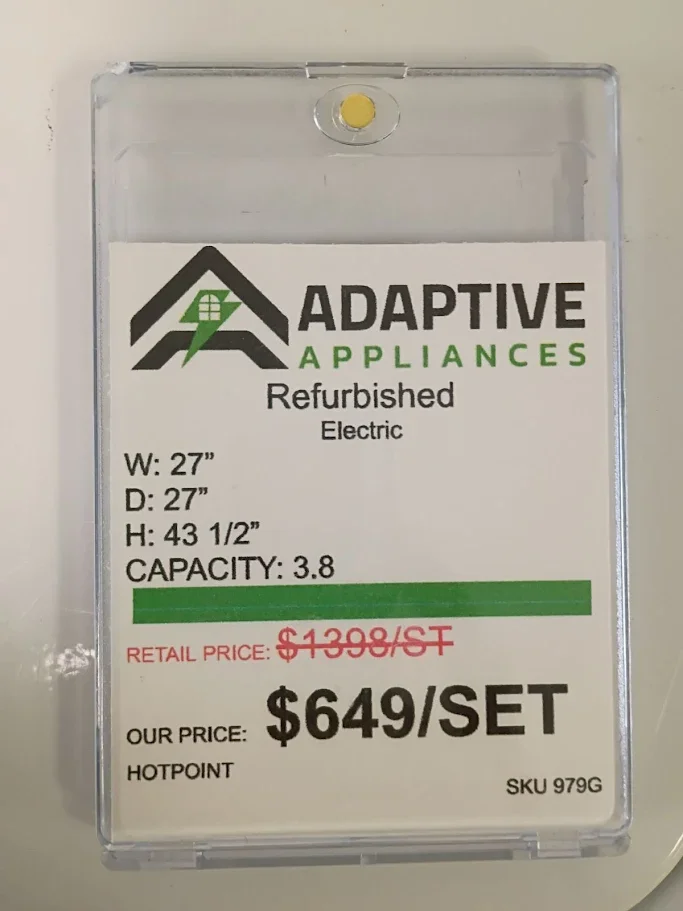 ADAPTIVE
APPLIANCES
Refurbished
Electric
W: 27”
D: 27”
H: 43 1/2”
CAPACITY: 3.8
RETAIL PRICE: $1398/ST
OUR PRICE: $649/SET
HOTPOINT
SKU 979G